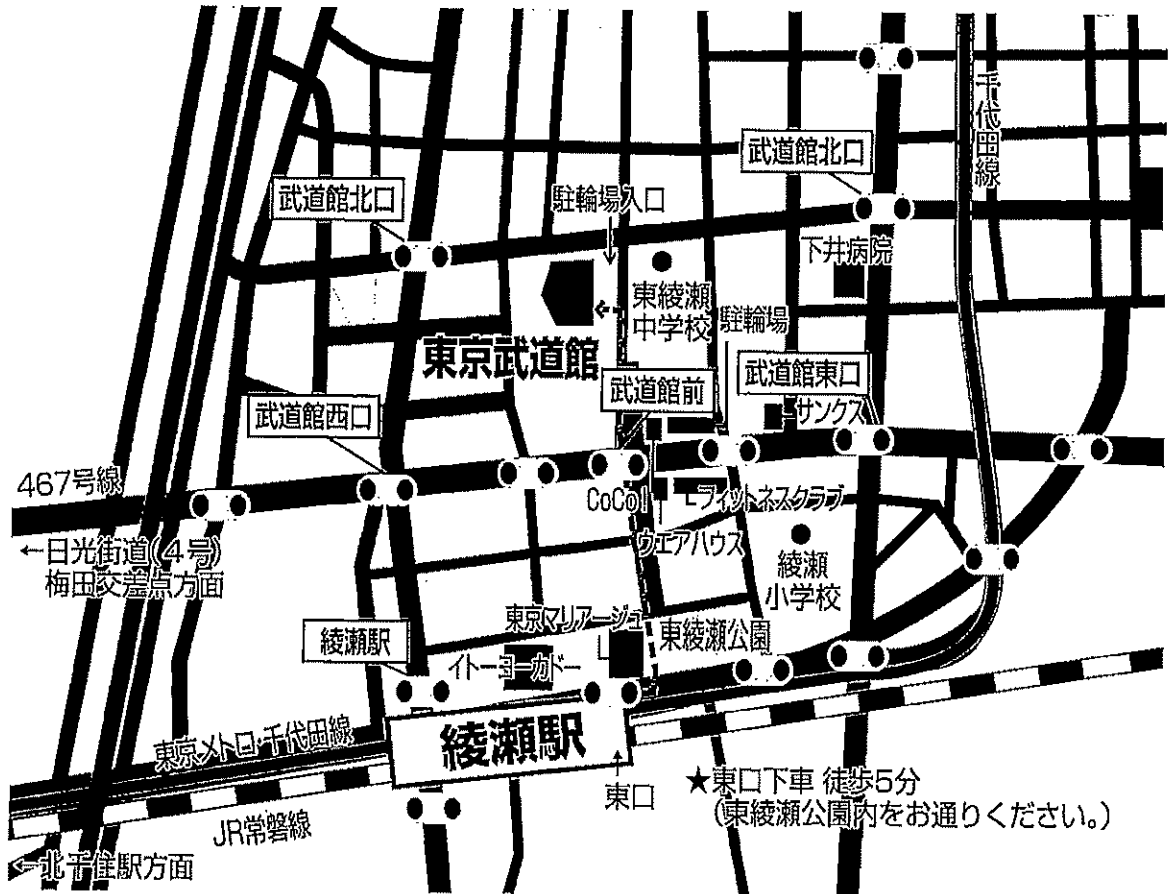 千代田線
武道館北口
武道館北口
駐輪場入口
下井病院
東綾瀬
中学校
駐輪場
東京武道館
武道館前
武道館東口
サンクス
武道館西口
467号線
CoCo!
フィットネスクラブ
ウエアハウス
←日光街道(4号)
梅田交差点方面
綾瀬
小学校
東京マリアージュ
東綾瀬公園
綾瀬駅
イトーヨーカドー
東京メトロ・千代田線
綾瀬駅
東口
★東口下車 徒歩5分
(東綾瀬公園内をお通りください。)
JR常磐線
←北千住駅方面